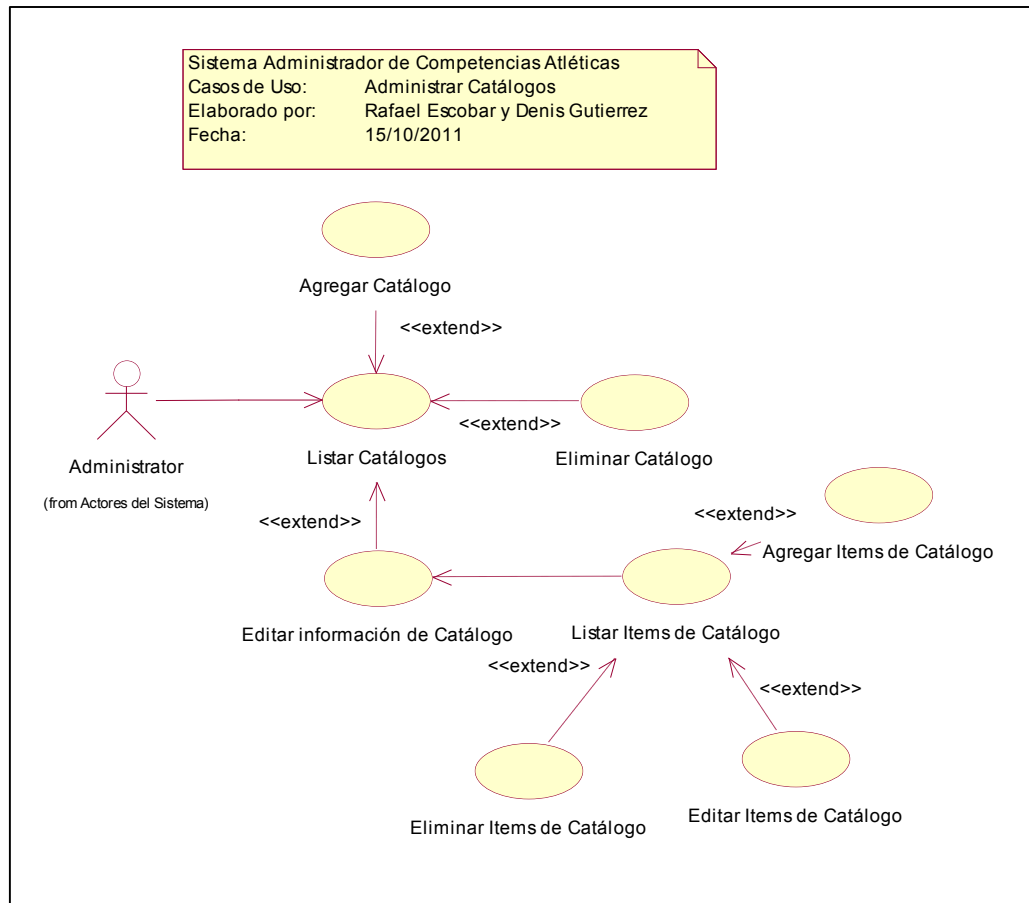 Sistema Administrador de Competencias Atléticas
Casos de Uso: Administrar Catálogos
Elaborado por: Rafael Escobar y Denis Gutierrez
Fecha: 15/10/2011
Agregar Catálogo
<<extend>>
Administrator
(from Actores del Sistema)
Listar Catálogos
<<extend>>
Eliminar Catálogo
<<extend>>
<<extend>>
Agregar Items de Catálogo
Editar información de Catálogo
Listar Items de Catálogo
<<extend>>
<<extend>>
Eliminar Items de Catálogo
Editar Items de Catálogo